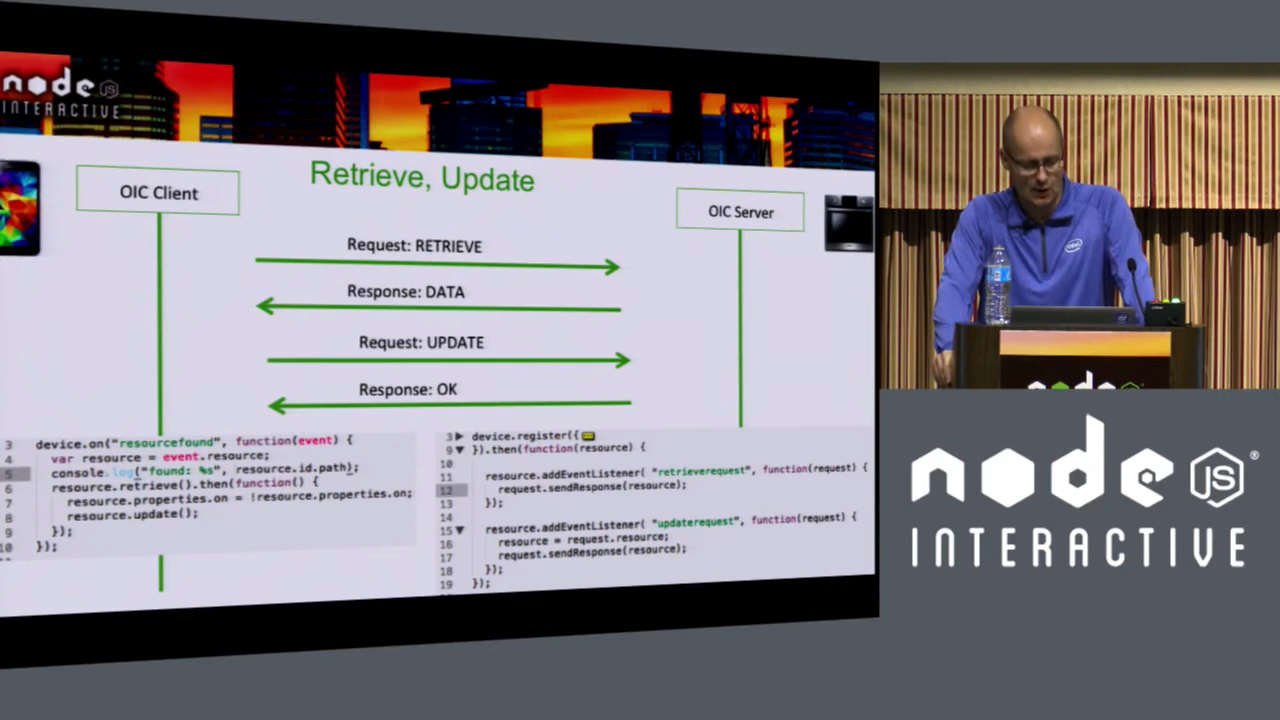 node JS
INTERACTIVE
Retrieve, Update
OIC Client
OIC Server
Request: RETRIEVE
Response: DATA
Request: UPDATE
Response: OK
3 device.on("resourcefound", function(event) {
4 var resource = event.resource;
5 console.log("found: %s", resource.id.path);
6 resource.retrieve().then(function() {
7 resource.properties.on = !resource.properties.on;
8 resource.update();
9 });
10 });
3 device.register({
9 }).then(function(resource) {
10
11 resource.addEventListener( "retrieverequest", function(request) {
12 request.sendResponse(resource);
13 });
14
15 resource.addEventListener( "updaterequest", function(request) {
16 resource = request.resource;
17 request.sendResponse(resource);
18 });
19 });
intel
node JS
node JS ®
INTERACTIVE